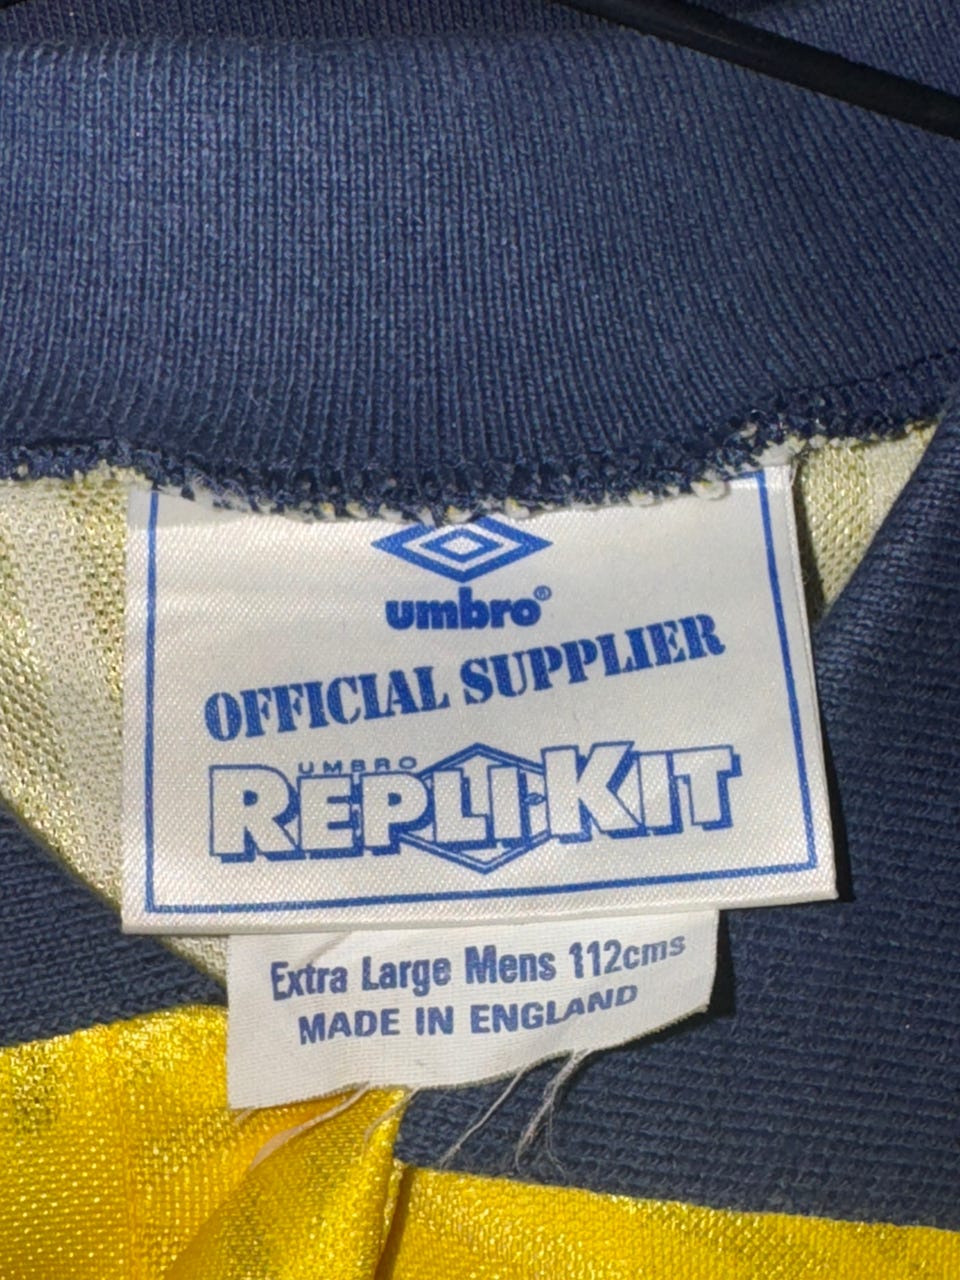 umbro®
OFFICIAL SUPPLIER
UMBRO
REPLI-KIT
Extra Large Mens 112cms
MADE IN ENGLAND